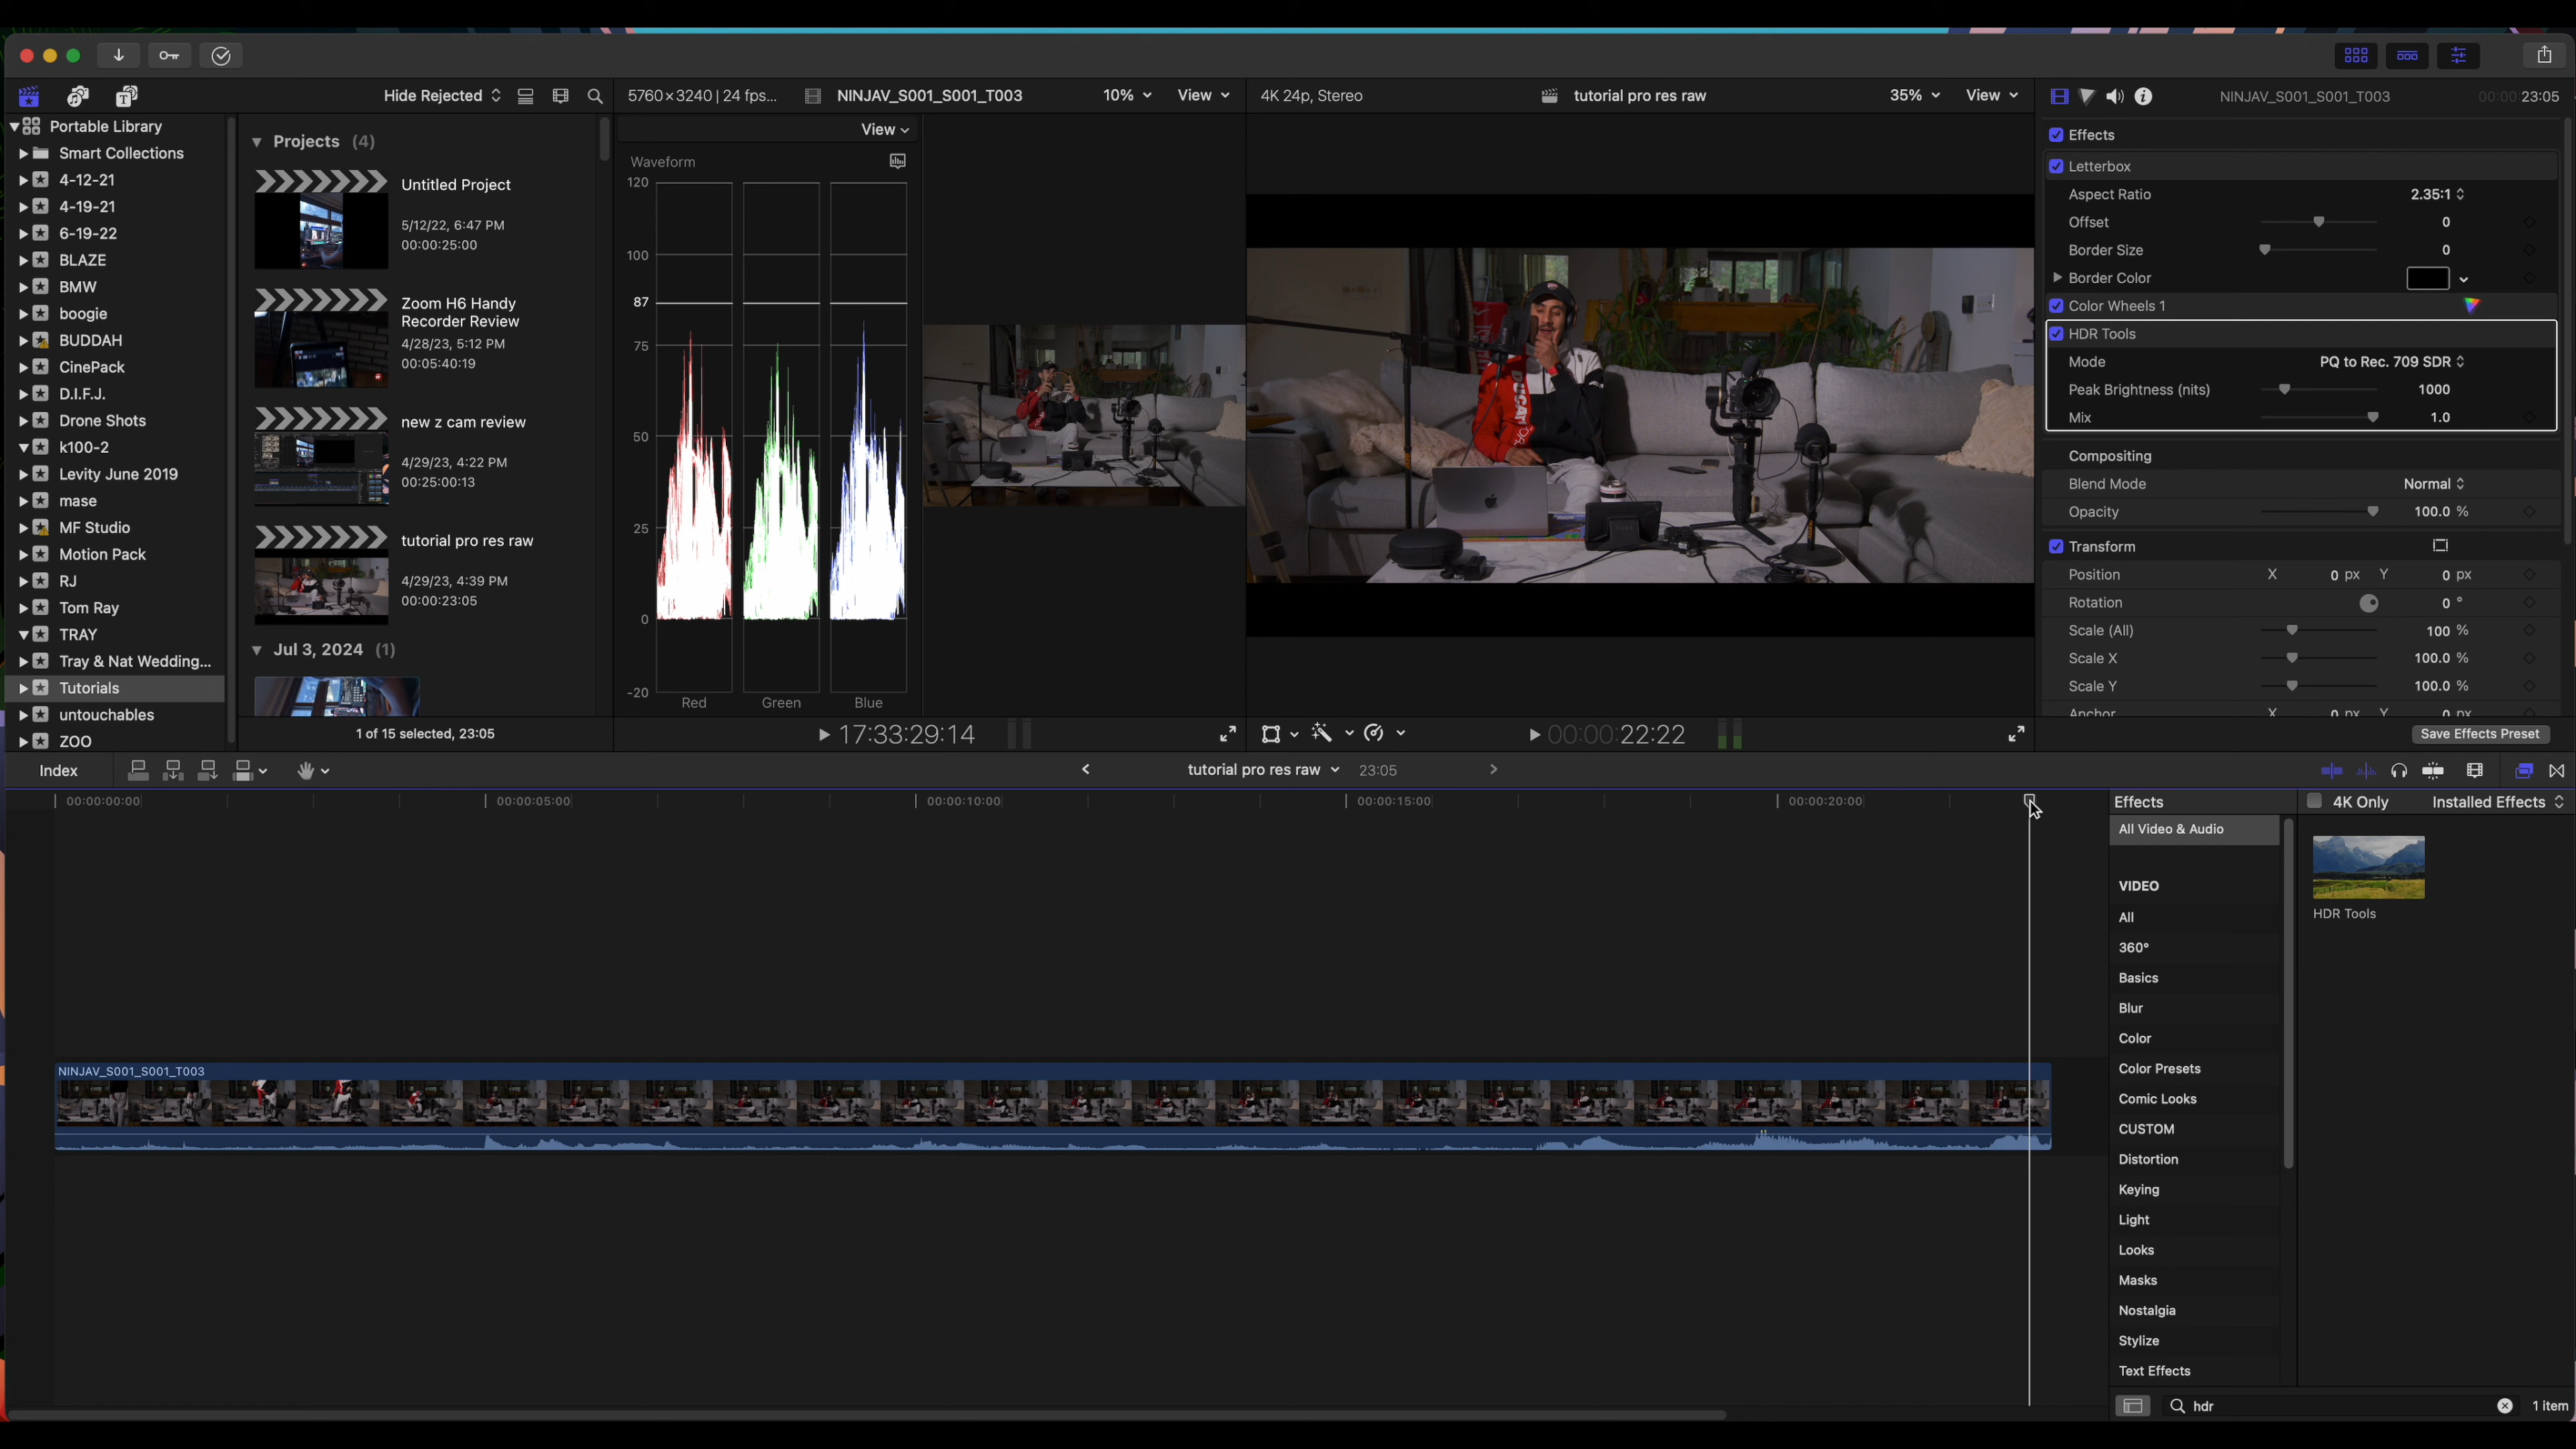 Hide Rejected
5760×3240 | 24 fps...
NINJAV_S001_S001_T003
10%
View
4K 24p, Stereo
tutorial pro res raw
35%
View
NINJAV_S001_S001_T003
00:00:23:05
Portable Library
Smart Collections
4-12-21
4-19-21
6-19-22
BLAZE
BMW
boogie
BUDDAH
CinePack
D.I.F.J.
Drone Shots
k100-2
Levity June 2019
mase
MF Studio
Motion Pack
RJ
Tom Ray
TRAY
Tray & Nat Wedding...
Tutorials
untouchables
ZOO
Projects (4)
Untitled Project
5/12/22, 6:47 PM
00:00:25:00
Zoom H6 Handy
Recorder Review
4/28/23, 5:12 PM
00:05:40:19
new z cam review
4/29/23, 4:22 PM
00:25:00:13
tutorial pro res raw
4/29/23, 4:39 PM
00:00:23:05
Jul 3, 2024 (1)
1 of 15 selected, 23:05
View
Waveform
120
100
87
75
50
25
0
-20
Red Green Blue
17:33:29:14
00:00:22:22
Effects
Letterbox
Aspect Ratio 2.35:1
Offset 0
Border Size 0
Border Color
Color Wheels 1
HDR Tools
Mode PQ to Rec. 709 SDR
Peak Brightness (nits) 1000
Mix 1.0
Compositing
Blend Mode Normal
Opacity 100.0 %
Transform
Position X 0 px Y 0 px
Rotation 0 °
Scale (All) 100 %
Scale X 100.0 %
Scale Y 100.0 %
Anchor X 0 px Y 0 px
Save Effects Preset
Index
tutorial pro res raw
23:05
00:00:00:00
00:00:05:00
00:00:10:00
00:00:15:00
00:00:20:00
NINJAV_S001_S001_T003
Effects
4K Only
Installed Effects
All Video & Audio
VIDEO
All
360°
Basics
Blur
Color
Color Presets
Comic Looks
CUSTOM
Distortion
Keying
Light
Looks
Masks
Nostalgia
Stylize
Text Effects
HDR Tools
hdr
1 item